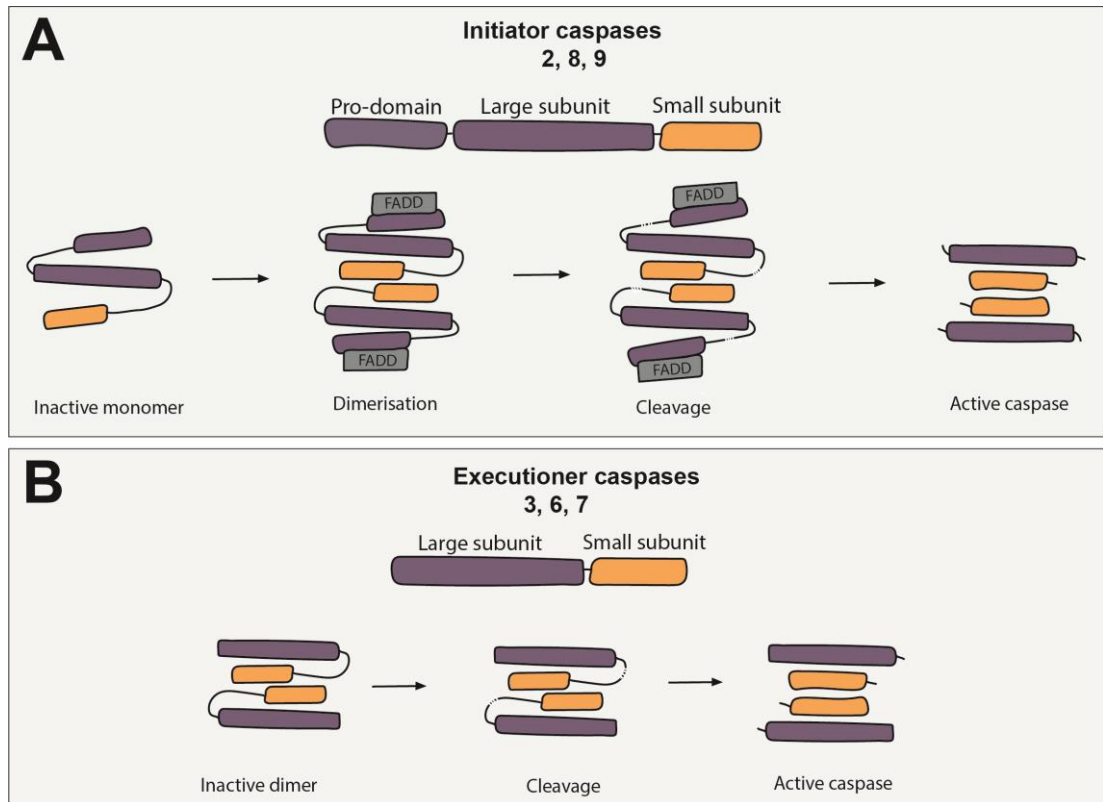 A
Initiator caspases
2, 8, 9
Pro-domain Large subunit Small subunit
FADD
FADD
FADD
FADD
Inactive monomer
Dimerisation
Cleavage
Active caspase
B
Executioner caspases
3, 6, 7
Large subunit Small subunit
Inactive dimer
Cleavage
Active caspase